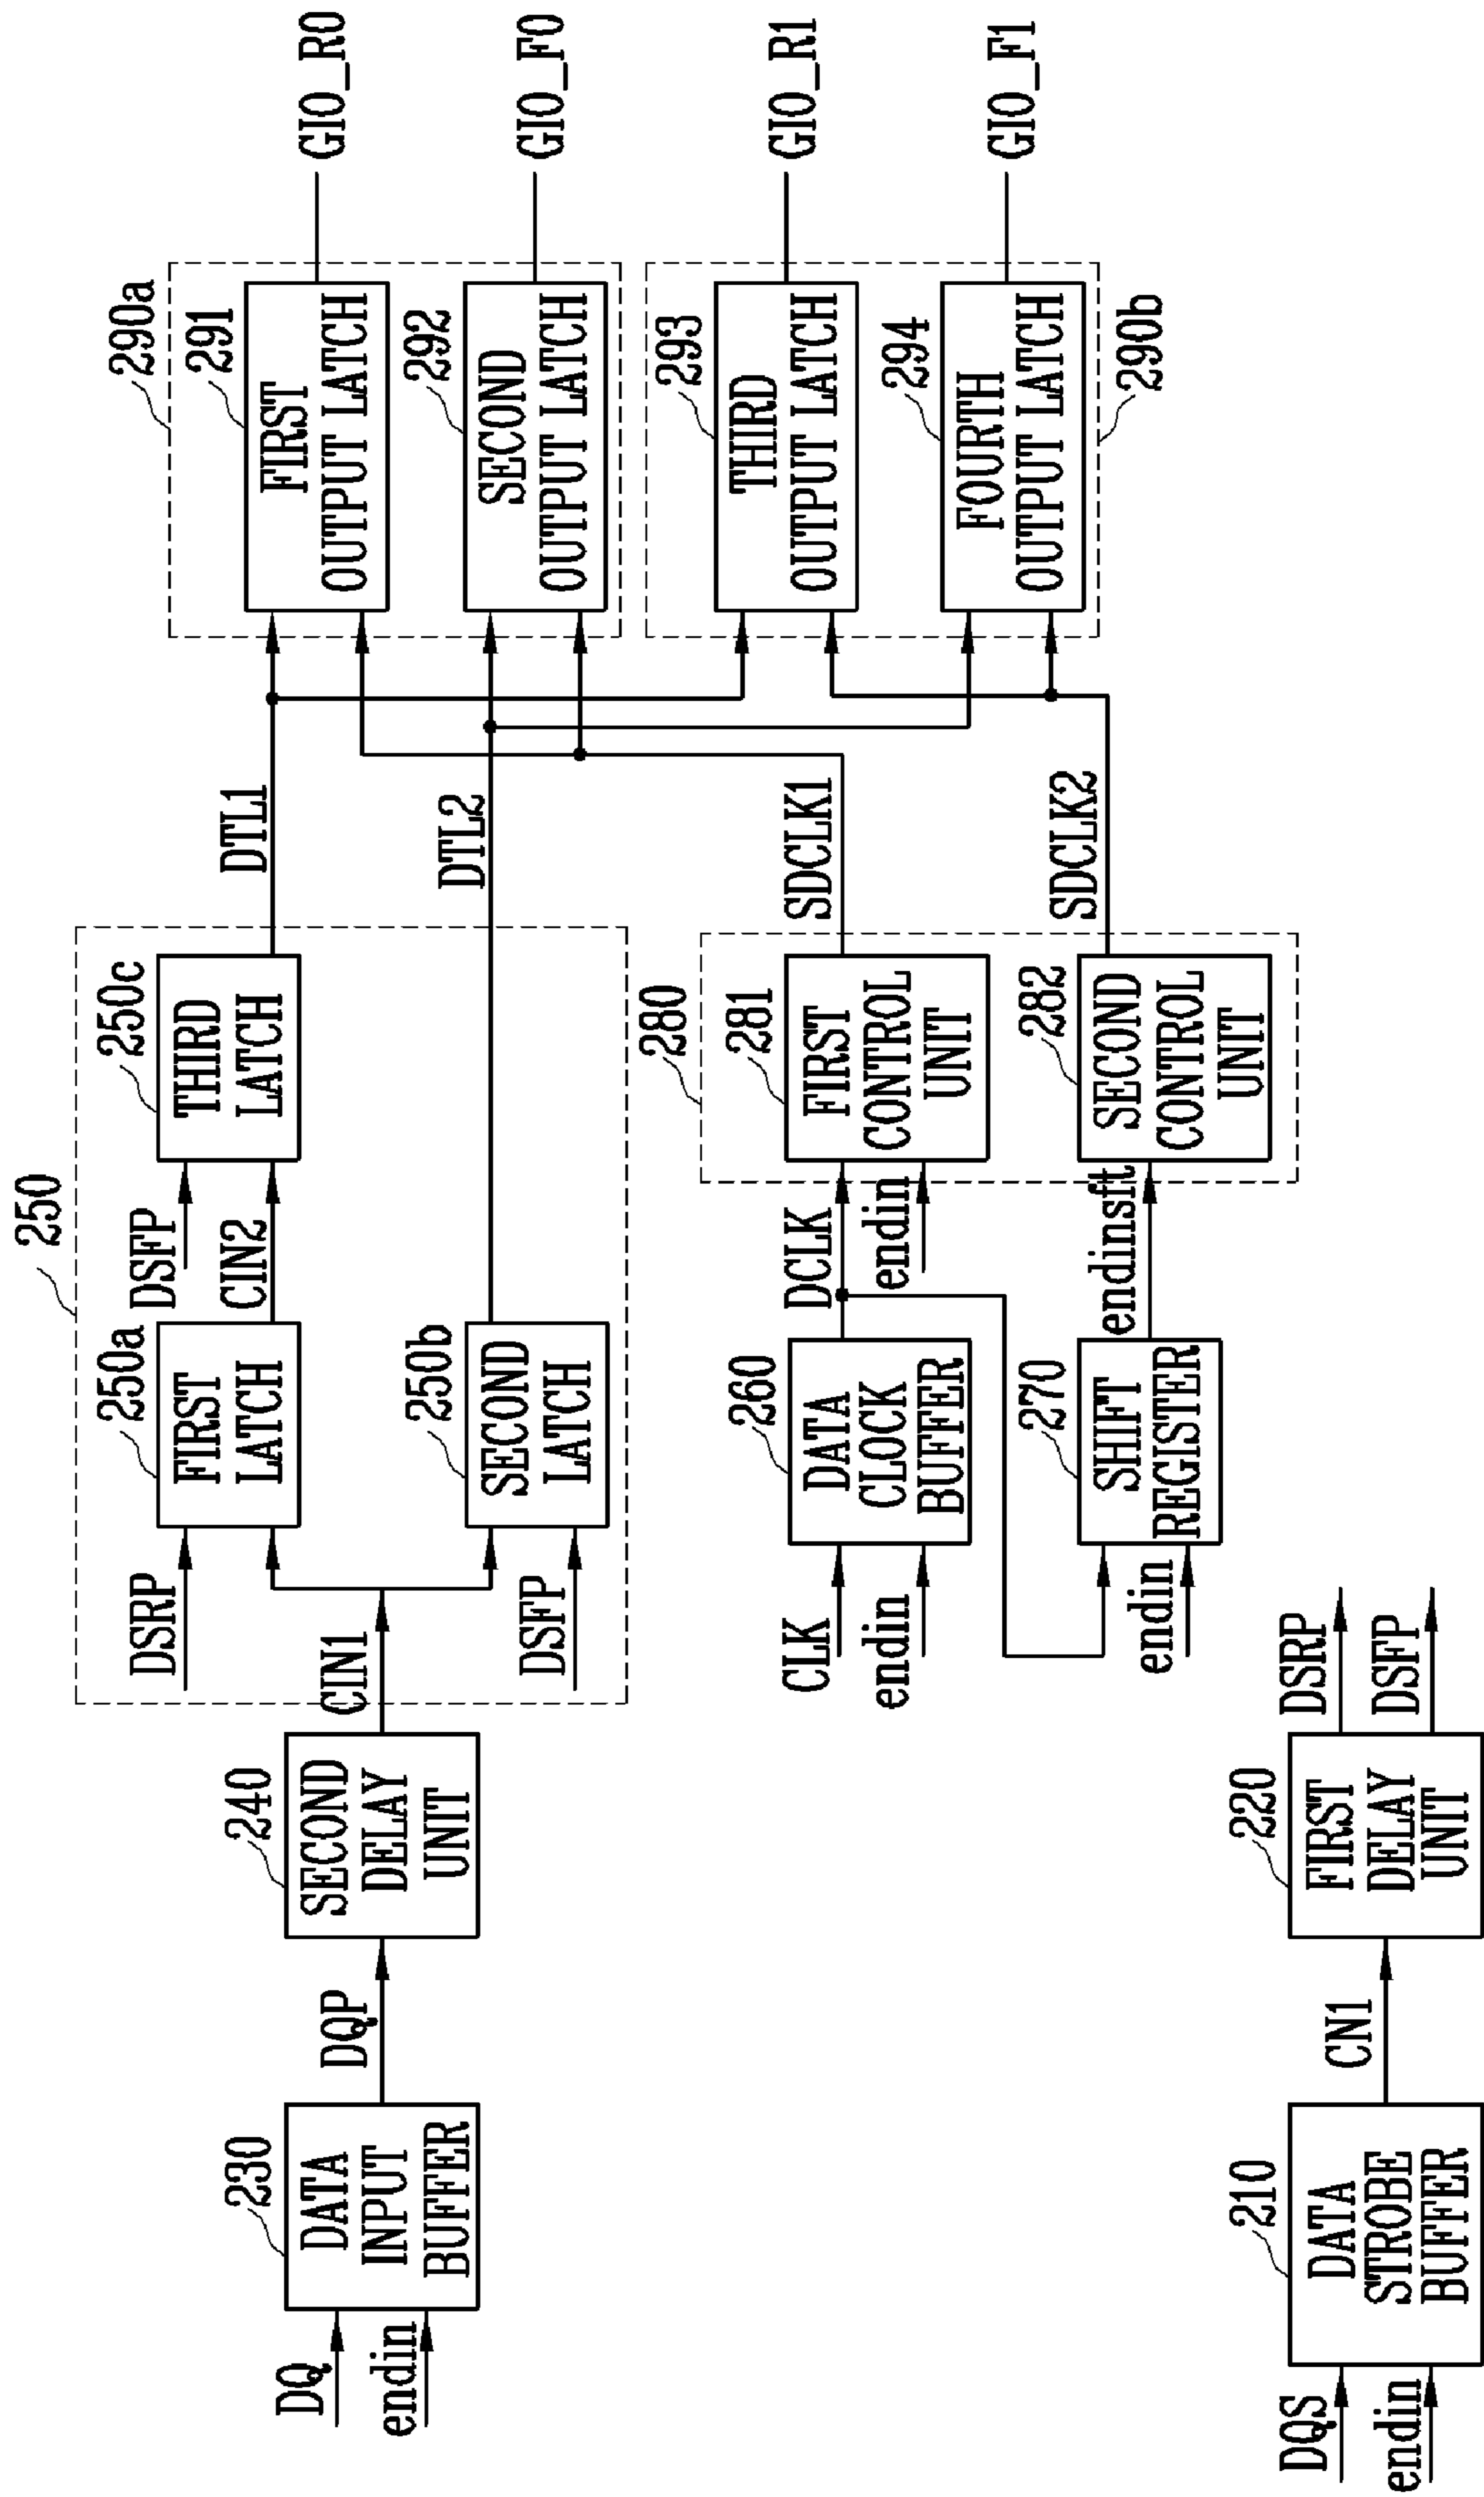 250
DSRP
250a
FIRST
LATCH
DSFP
CIN2
250c
THIRD
LATCH
DTL1
290a
291
FIRST
OUTPUT LATCH
GIO_R0
DQ
endin
230
DATA
INPUT
BUFFER
DQP
240
SECOND
DELAY
UNIT
CIN1
DSFP
250b
SECOND
LATCH
DTL2
292
SECOND
OUTPUT LATCH
GIO_F0
CLK
endin
260
DATA
CLOCK
BUFFER
DCLK
endin
280
281
FIRST
CONTROL
UNIT
SDCLK1
293
THIRD
OUTPUT LATCH
GIO_R1
endin
270
SHIFT
REGISTER
endinsft
282
SECOND
CONTROL
UNIT
SDCLK2
294
FOURTH
OUTPUT LATCH
290b
GIO_F1
DQS
endin
210
DATA
STROBE
BUFFER
CN1
220
FIRST
DELAY
UNIT
DSRP
DSFP